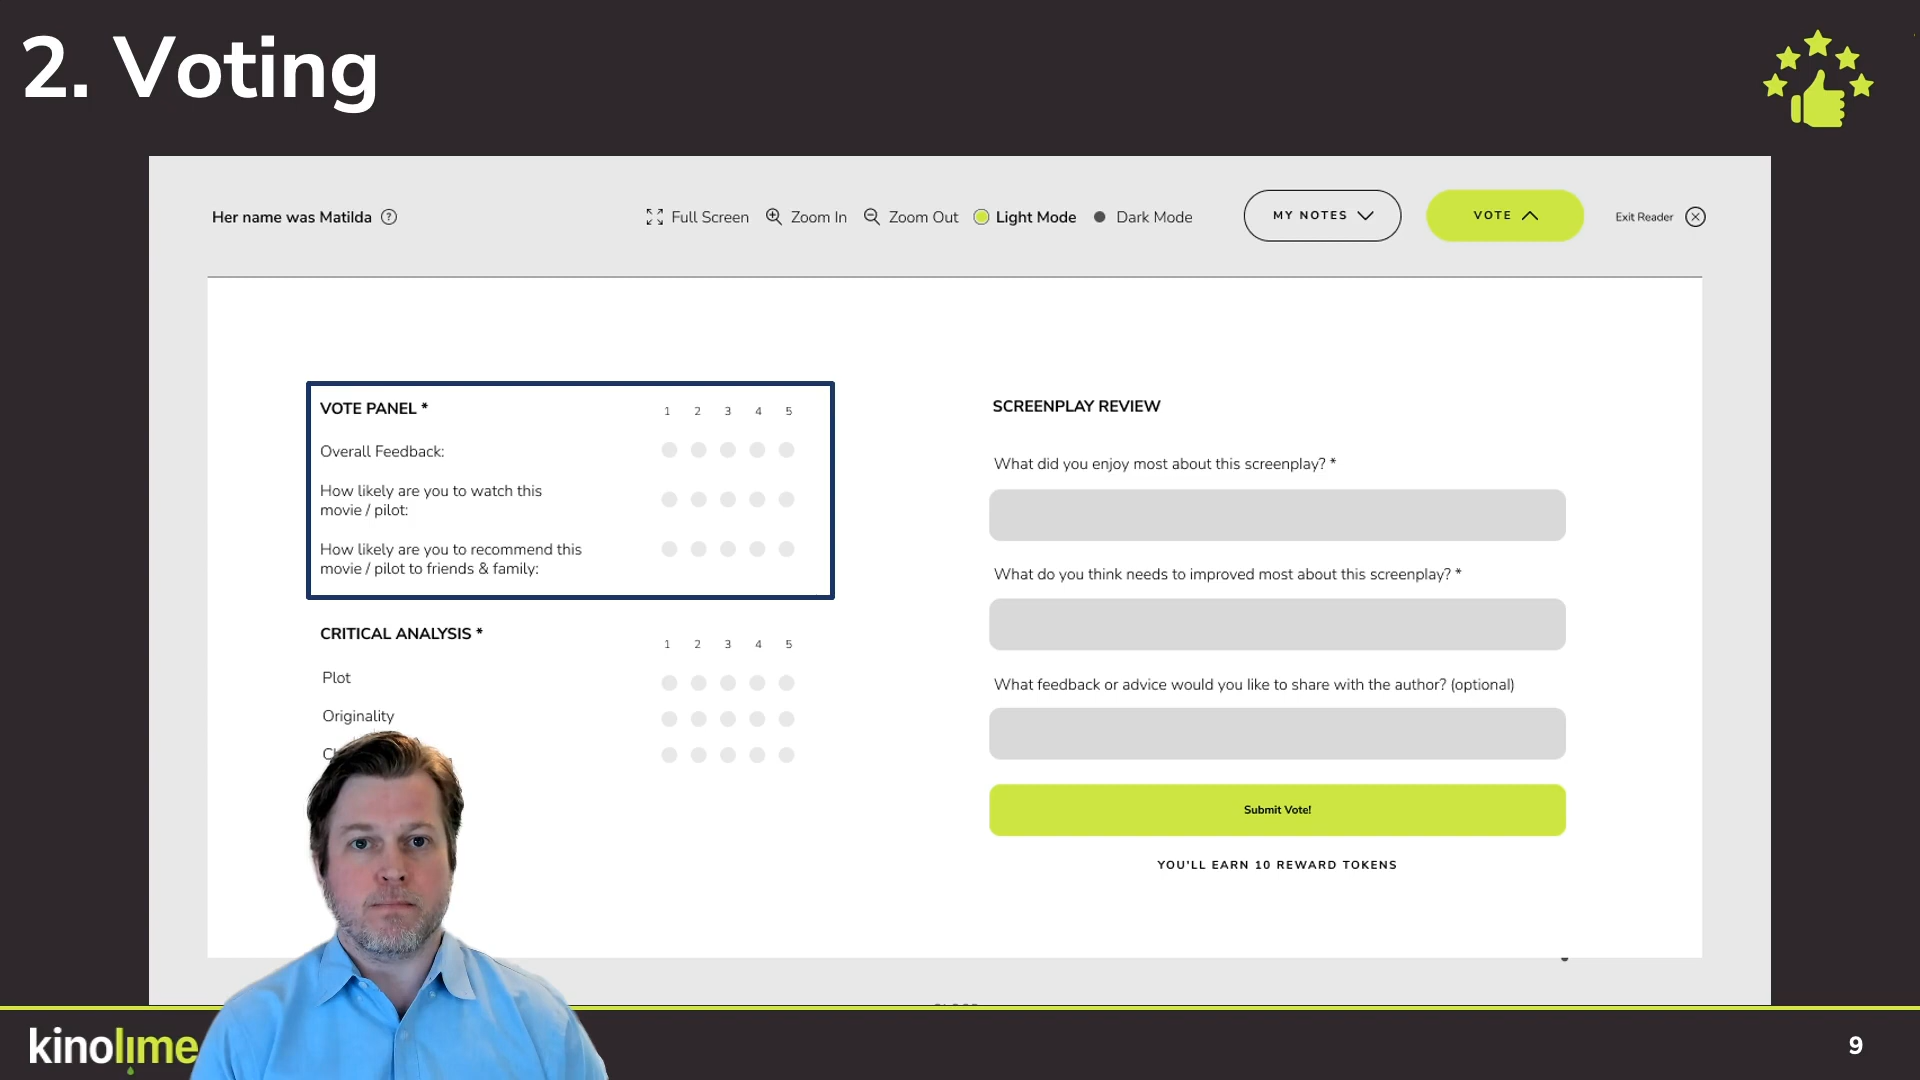 2. Voting
Her name was Matilda ?
Full Screen Zoom In Zoom Out Light Mode Dark Mode
MY NOTES
VOTE
Exit Reader
VOTE PANEL *
1 2 3 4 5
Overall Feedback:
How likely are you to watch this
movie / pilot:
How likely are you to recommend this
movie / pilot to friends & family:
CRITICAL ANALYSIS *
1 2 3 4 5
Plot
Originality
SCREENPLAY REVIEW
What did you enjoy most about this screenplay? *
What do you think needs to improved most about this screenplay? *
What feedback or advice would you like to share with the author? (optional)
Submit Vote!
YOU'LL EARN 10 REWARD TOKENS
kinolime
9